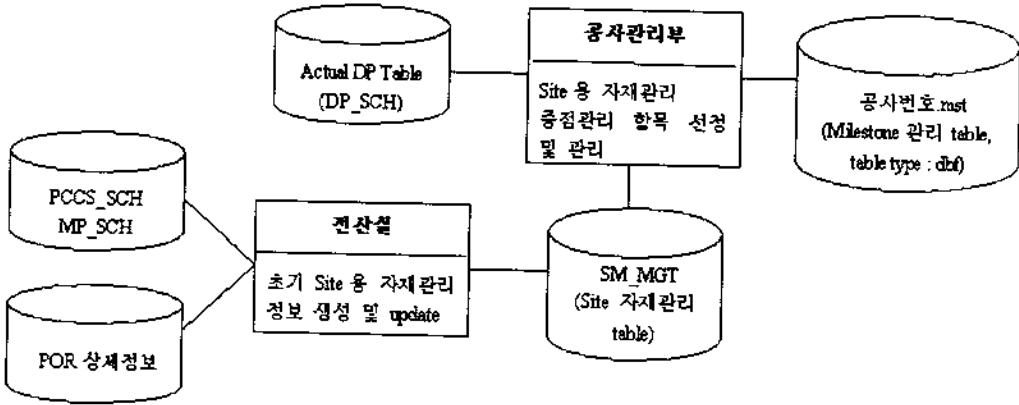 Actual DP Table
(DP_SCH)
공사관리부
Site 용 자재관리
중점관리 항목 선정
및 관리
공사번호.mst
(Milestone 관리 table,
table type : dbf)
PCCS_SCH
MP_SCH
전산실
초기 Site 용 자재관리
정보 생성 및 update
SM_MGT
(Site 자재관리
table)
POR 상세정보